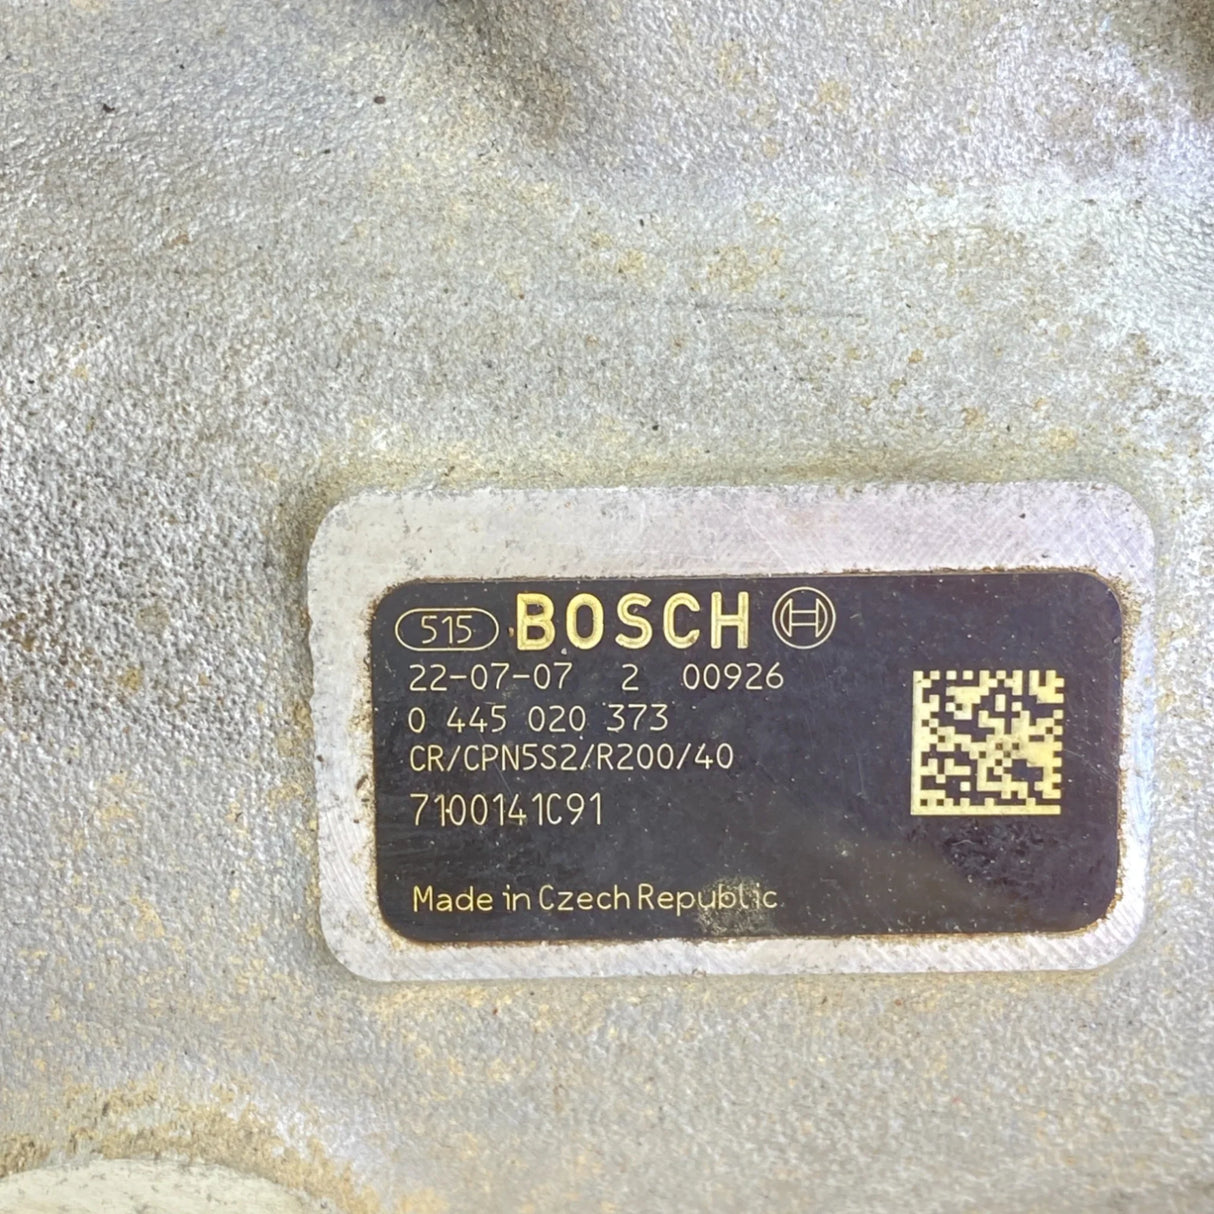 515 BOSCH
22-07-07 2 00926
0 445 020 373
CR/CPN5S2/R200/40
7100141C91
Made in Czech Republic